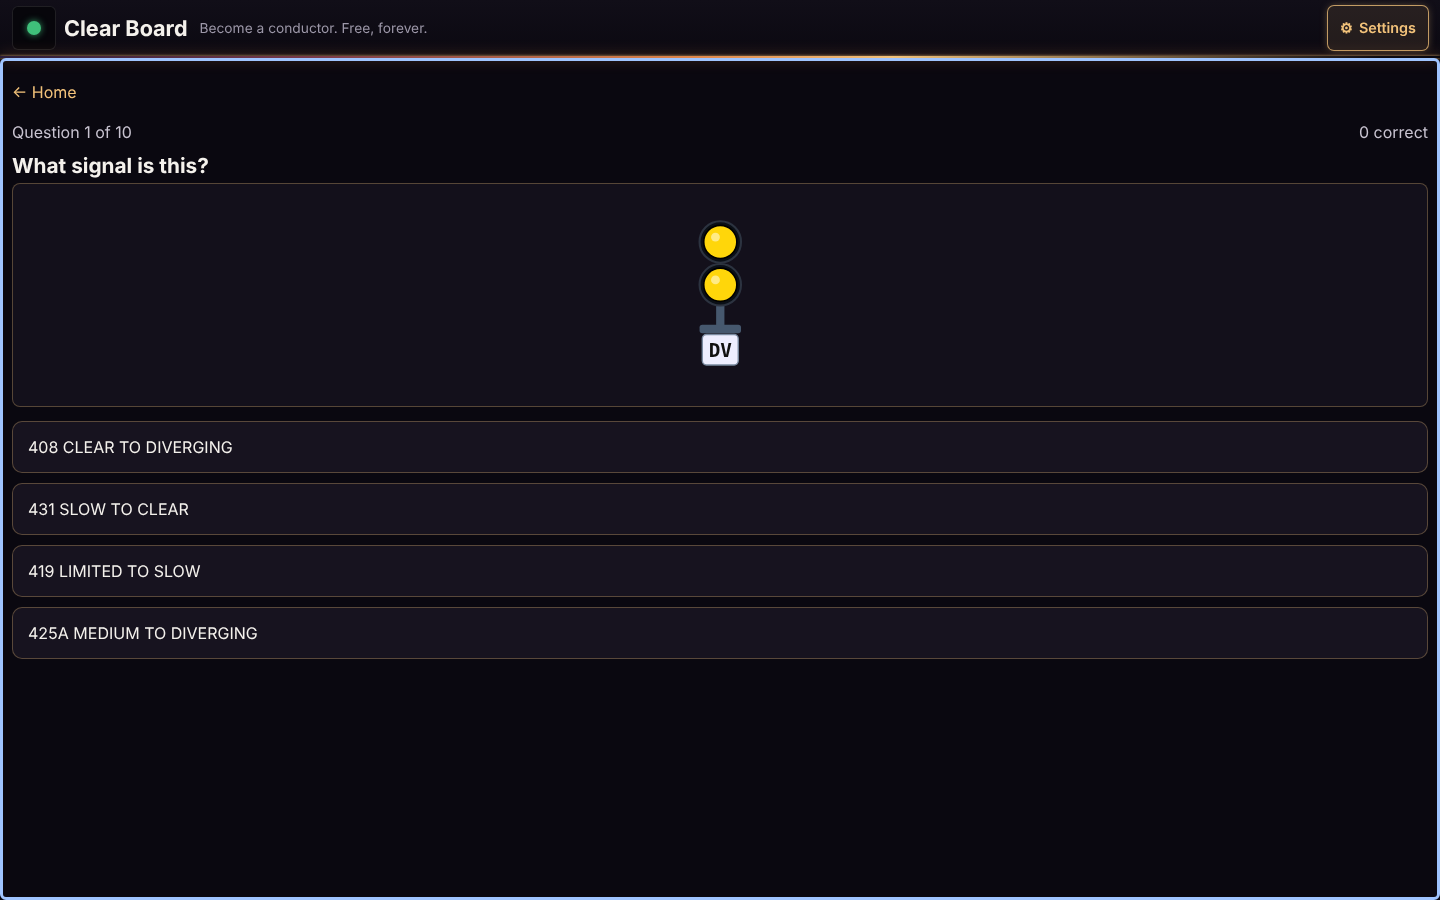 Clear Board
Become a conductor. Free, forever.
⚙ Settings
← Home
Question 1 of 10
0 correct
What signal is this?
DV
408 CLEAR TO DIVERGING
431 SLOW TO CLEAR
419 LIMITED TO SLOW
425A MEDIUM TO DIVERGING